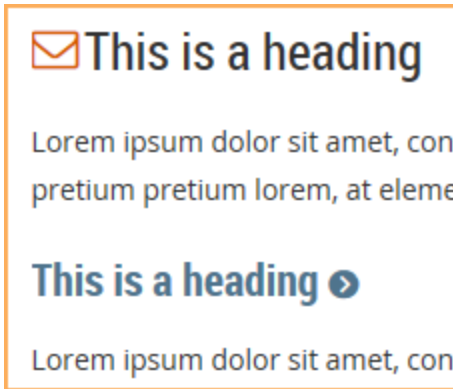 This is a heading
Lorem ipsum dolor sit amet, con
pretium pretium lorem, at eleme
This is a heading
Lorem ipsum dolor sit amet, con